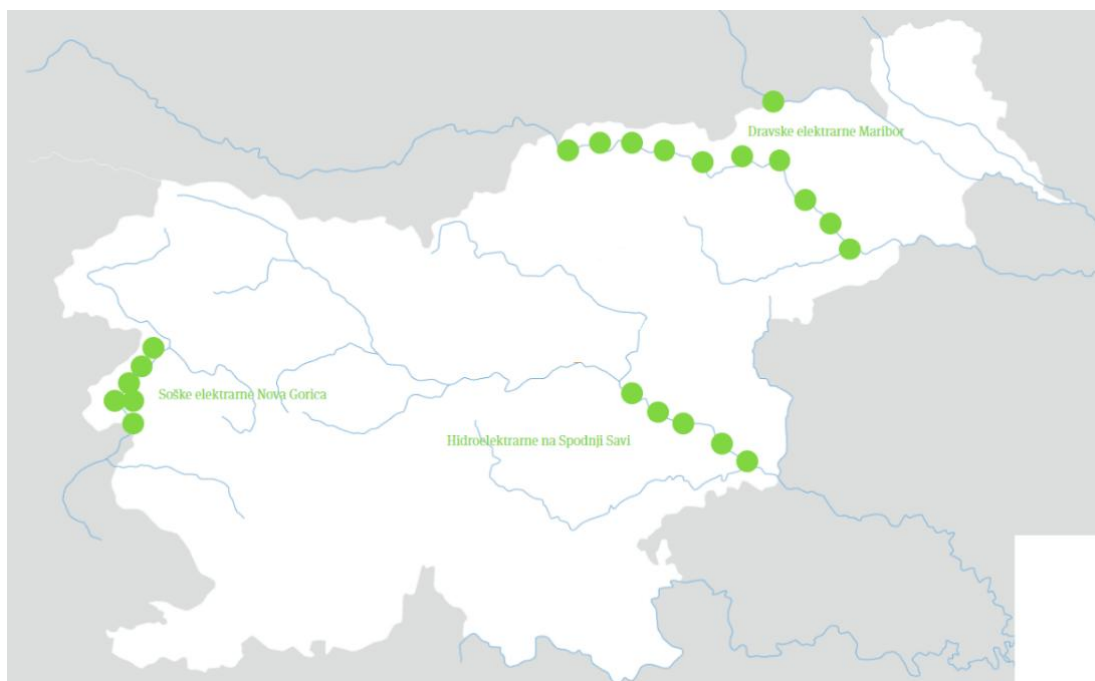 Dravske elektrarne Maribor
Soške elektrarne Nova Gorica
Hidroelektrarne na Spodnji Savi